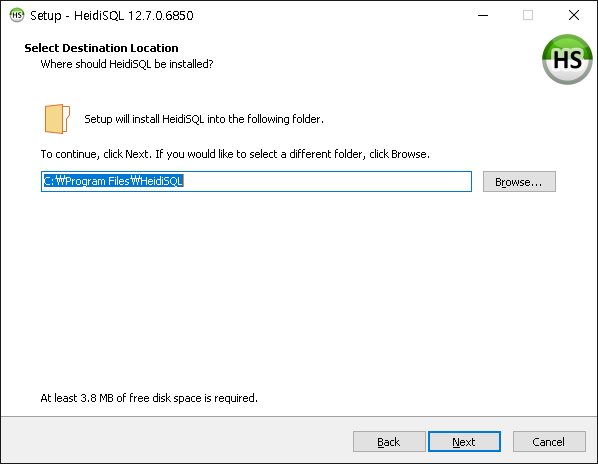 Setup - HeidiSQL 12.7.0.6850
Select Destination Location
Where should HeidiSQL be installed?
HS
Setup will install HeidiSQL into the following folder.
To continue, click Next. If you would like to select a different folder, click Browse.
C:₩Program Files₩HeidiSQL
Browse...
At least 3.8 MB of free disk space is required.
Back Next Cancel